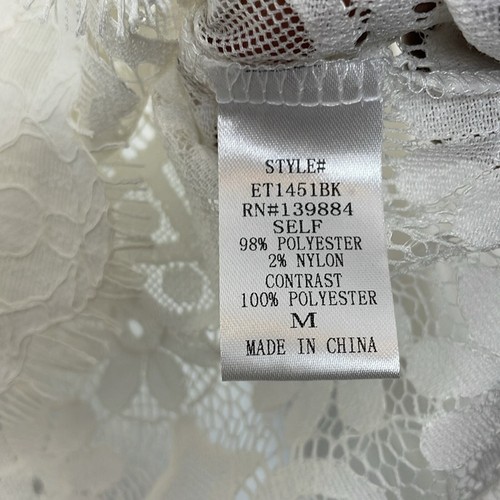 STYLE#
ET1451BK
RN#139884
SELF
98% POLYESTER
2% NYLON
CONTRAST
100% POLYESTER
M
MADE IN CHINA